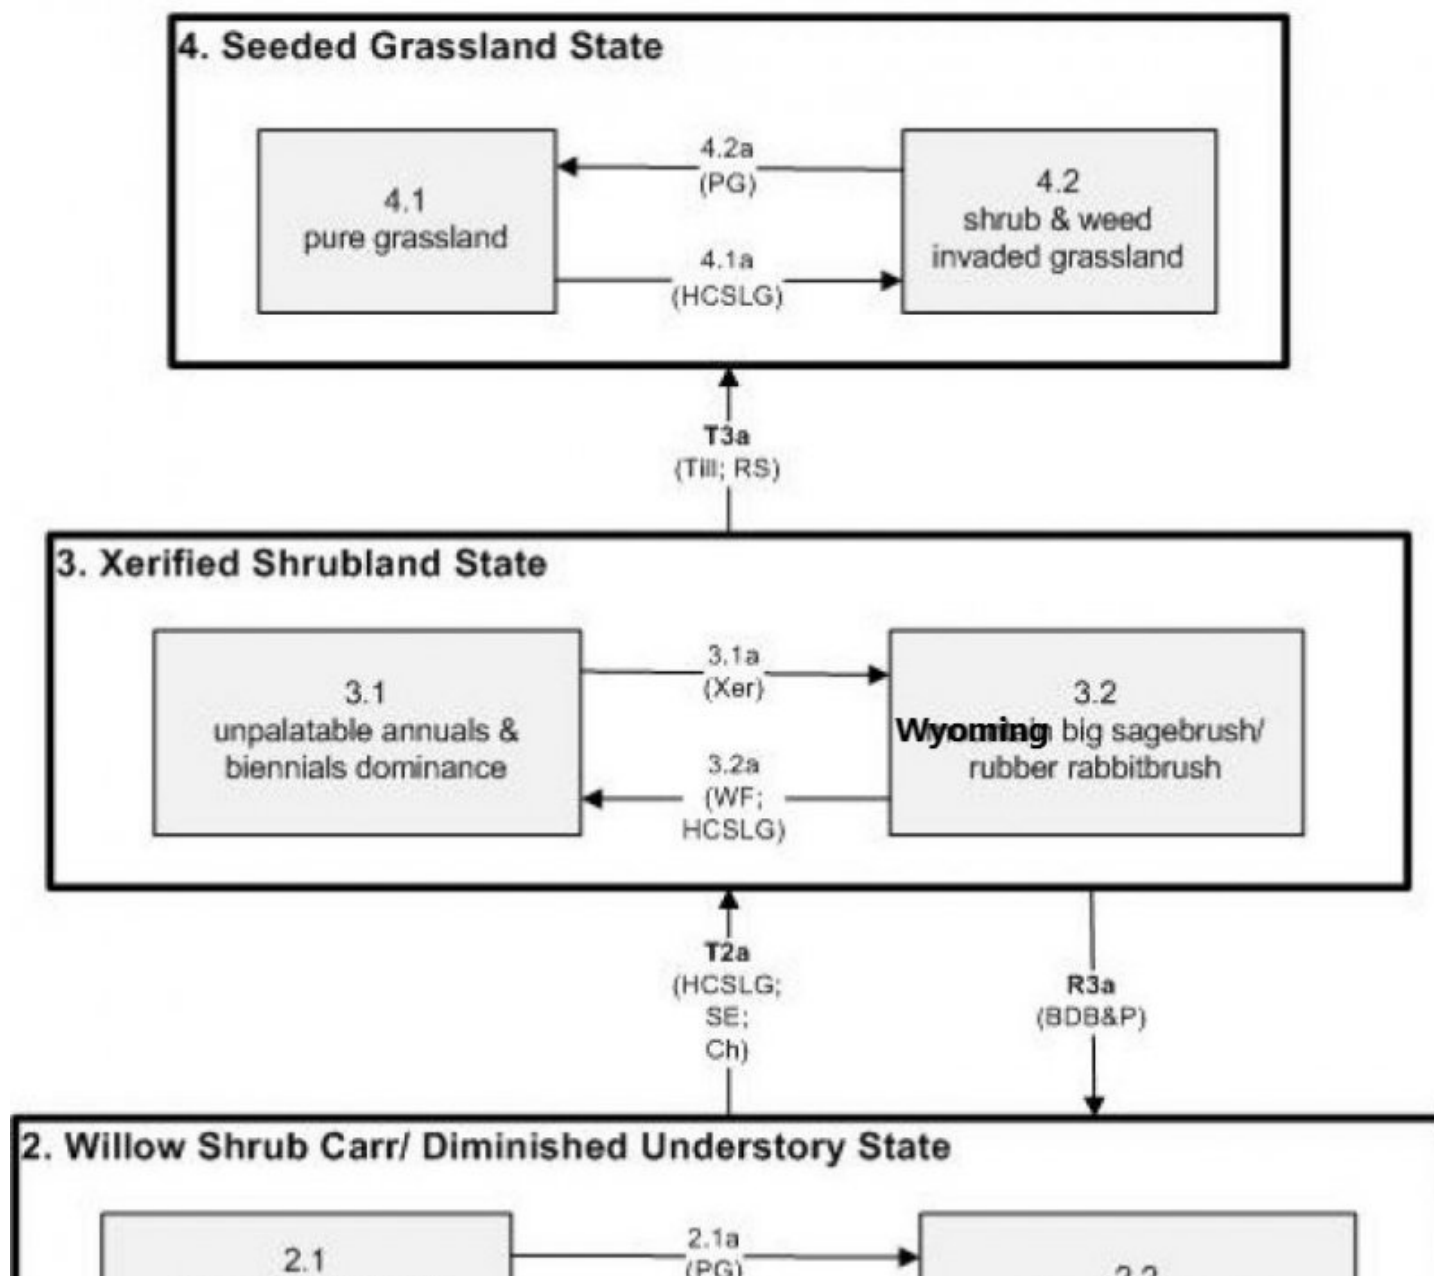 4. Seeded Grassland State
4.2a
(PG)
4.1
pure grassland
4.2
shrub & weed
invaded grassland
4.1a
(HCSLG)
T3a
(Till; RS)
3. Xerified Shrubland State
3.1a
(Xer)
3.1
unpalatable annuals &
biennials dominance
3.2
Wyoming big sagebrush/
rubber rabbitbrush
3.2a
(WF;
HCSLG)
T2a
(HCSLG;
SE;
Ch)
R3a
(BDB&P)
2. Willow Shrub Carr/ Diminished Understory State
2.1a
(PG)
2.1